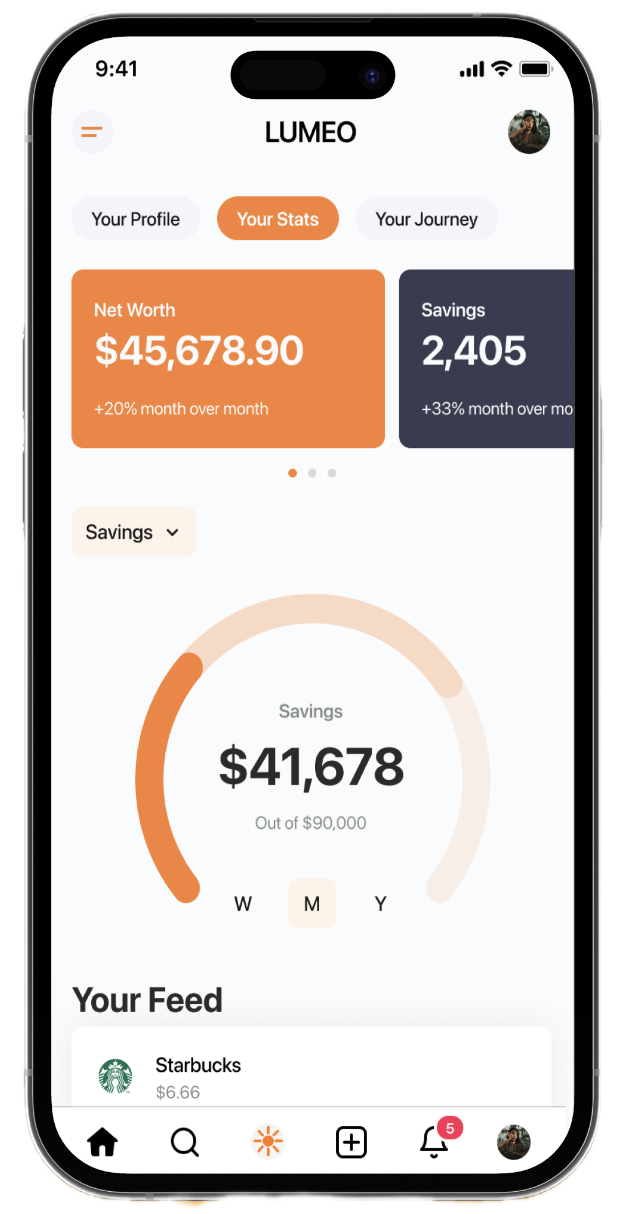 9:41
LUMEO
Your Profile
Your Stats
Your Journey
Net Worth
$45,678.90
+20% month over month
Savings
2,405
+33% month over mo
Savings
Savings
$41,678
Out of $90,000
W
M
Y
Your Feed
Starbucks
$6.66
5